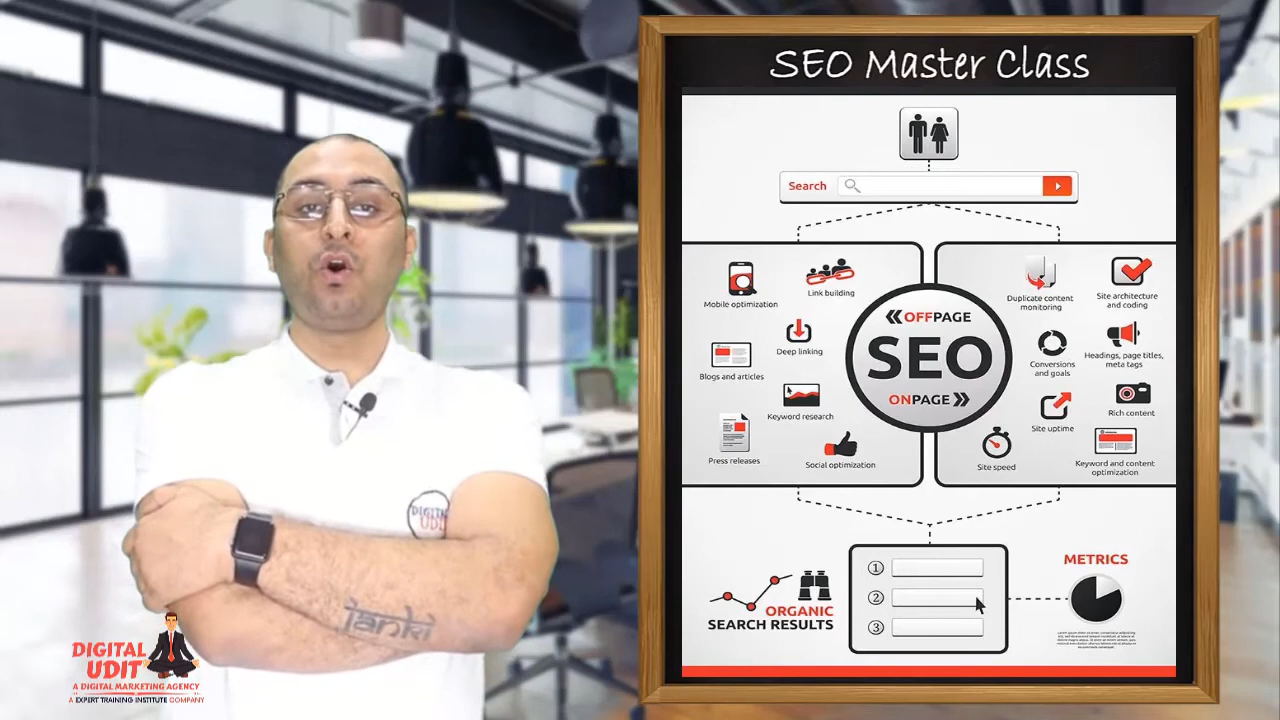 SEO Master Class
Search
Mobile optimization
Link building
Deep linking
Blogs and articles
Keyword research
Press releases
Social optimization
«OFFPAGE
SEO
ONPAGE»
Duplicate content
monitoring
Site architecture
and coding
Conversions
and goals
Headings, page titles,
meta tags
Rich content
Site uptime
Site speed
Keyword and content
optimization
ORGANIC
SEARCH RESULTS
1
2
3
METRICS
DIGITAL
UDI
janki
DIGITAL
UDIT
A DIGITAL MARKETING AGENCY
A EXPERT TRAINING INSTITUTE COMPANY